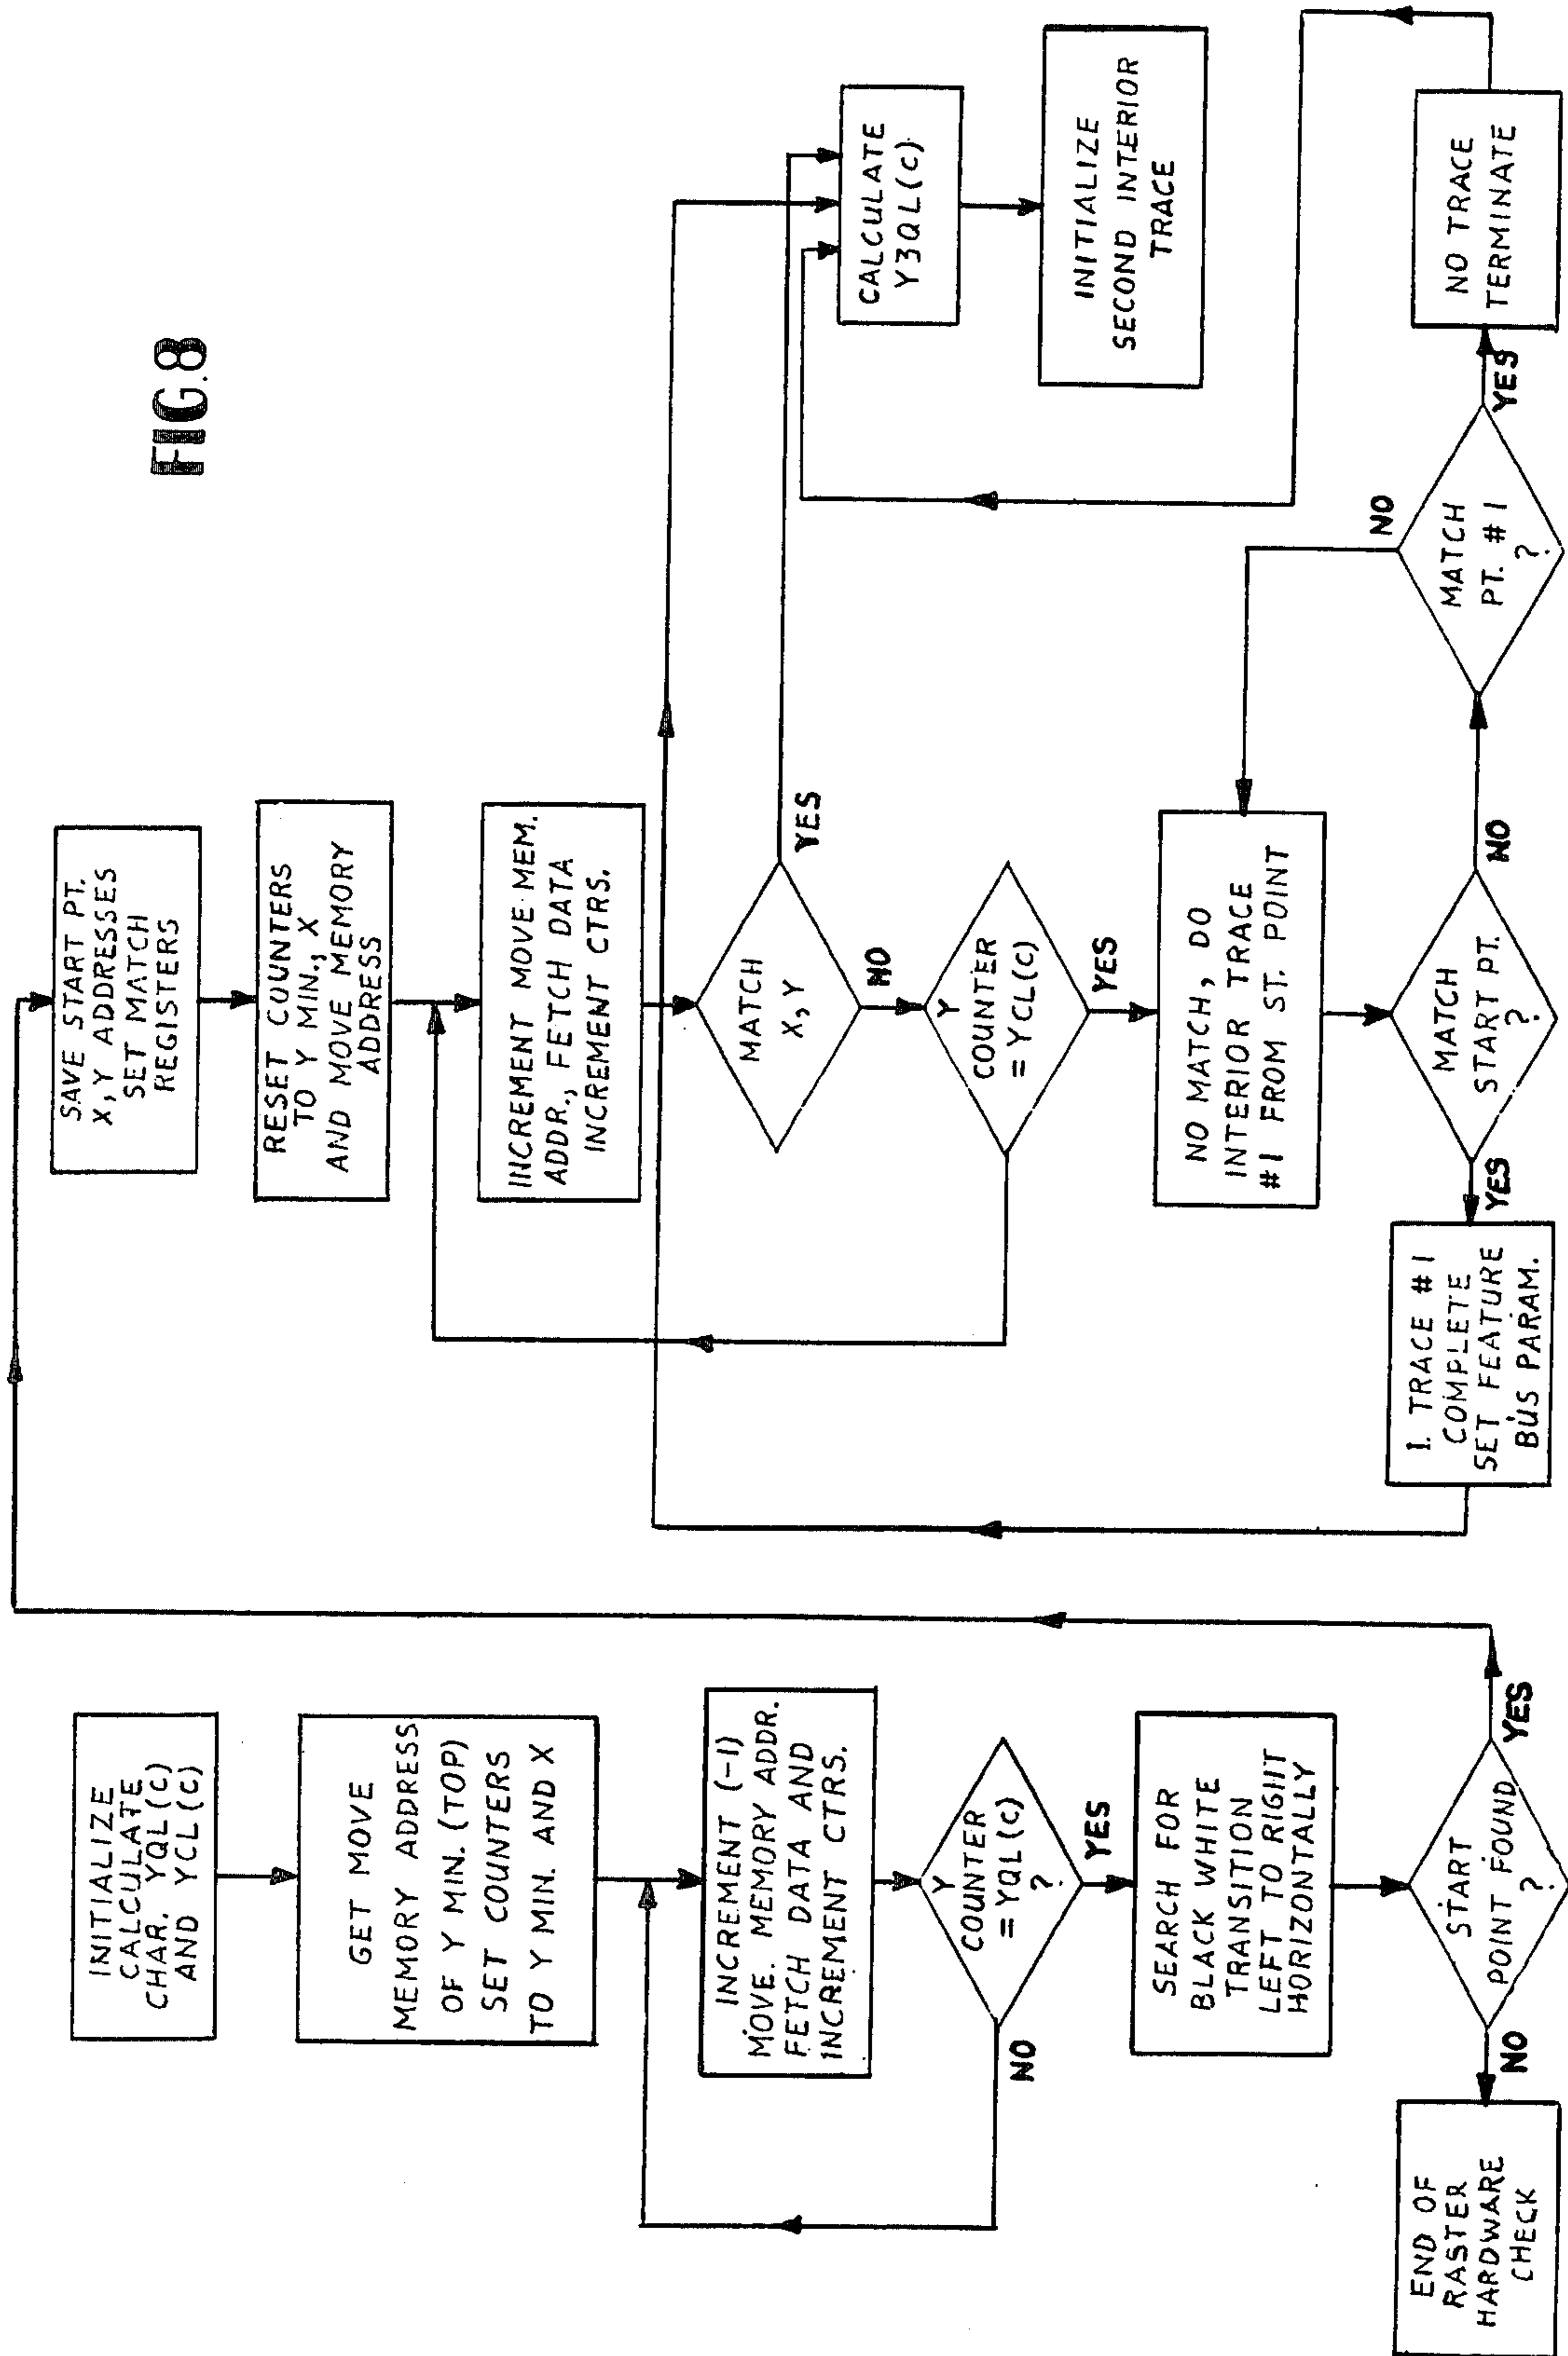 FIG.8
INITIALIZE
CALCULATE
CHAR. YQL(C)
AND YCL(C)
GET MOVE
MEMORY ADDRESS
OF Y MIN. (TOP)
SET COUNTERS
TO Y MIN. AND X
INCREMENT (-1)
MOVE. MEMORY ADDR.
FETCH DATA AND
INCREMENT CTRS.
Y
COUNTER
= YQL(C)
?
NO
YES
SEARCH FOR
BLACK WHITE
TRANSITION
LEFT TO RIGHT
HORIZONTALLY
START
POINT FOUND
?
NO
YES
END OF
RASTER
HARDWARE
CHECK
SAVE START PT.
X,Y ADDRESSES
SET MATCH
REGISTERS
RESET COUNTERS
TO Y MIN., X
AND MOVE MEMORY
ADDRESS
INCREMENT MOVE MEM.
ADDR., FETCH DATA
INCREMENT CTRS.
MATCH
X,Y
YES
NO
Y
COUNTER
= YCL(C)
YES
NO MATCH, DO
INTERIOR TRACE
#1 FROM ST. POINT
MATCH
START PT.
?
YES
NO
I. TRACE #1
COMPLETE
SET FEATURE
BUS PARAM.
MATCH
PT. #1
?
NO
YES
NO TRACE
TERMINATE
CALCULATE
Y3QL(C)
INITIALIZE
SECOND INTERIOR
TRACE